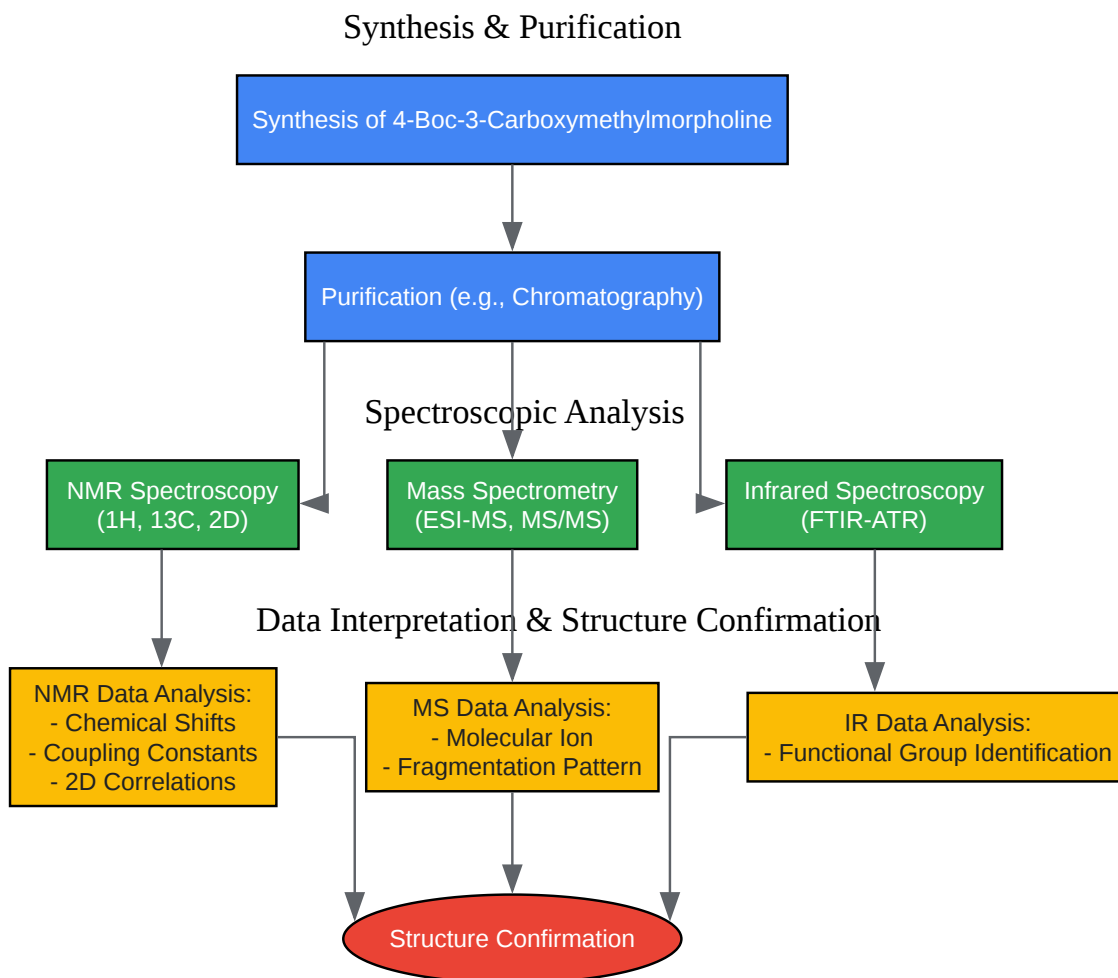 Synthesis & Purification
Synthesis of 4-Boc-3-Carboxymethylmorpholine
Purification (e.g., Chromatography)
Spectroscopic Analysis
NMR Spectroscopy
(1H, 13C, 2D)
Mass Spectrometry
(ESI-MS, MS/MS)
Infrared Spectroscopy
(FTIR-ATR)
Data Interpretation & Structure Confirmation
NMR Data Analysis:
- Chemical Shifts
- Coupling Constants
- 2D Correlations
MS Data Analysis:
- Molecular Ion
- Fragmentation Pattern
IR Data Analysis:
- Functional Group Identification
Structure Confirmation